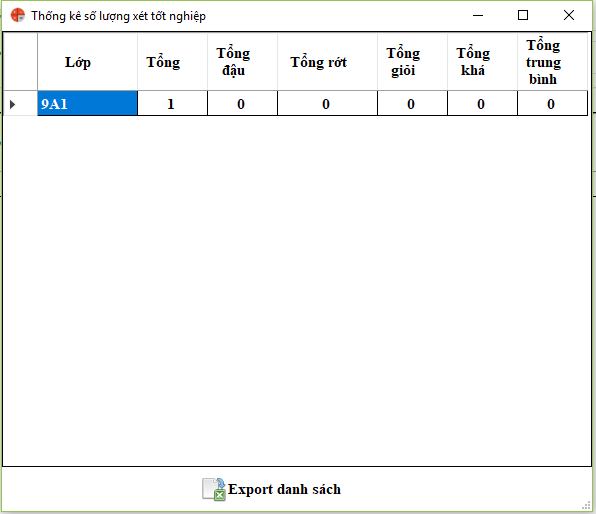 Thống kê số lượng xét tốt nghiệp
Lớp
Tổng
Tổng
đậu
Tổng rớt
Tổng
giỏi
Tổng
khá
Tổng
trung
bình
9A1 1 0 0 0 0 0
Export danh sách